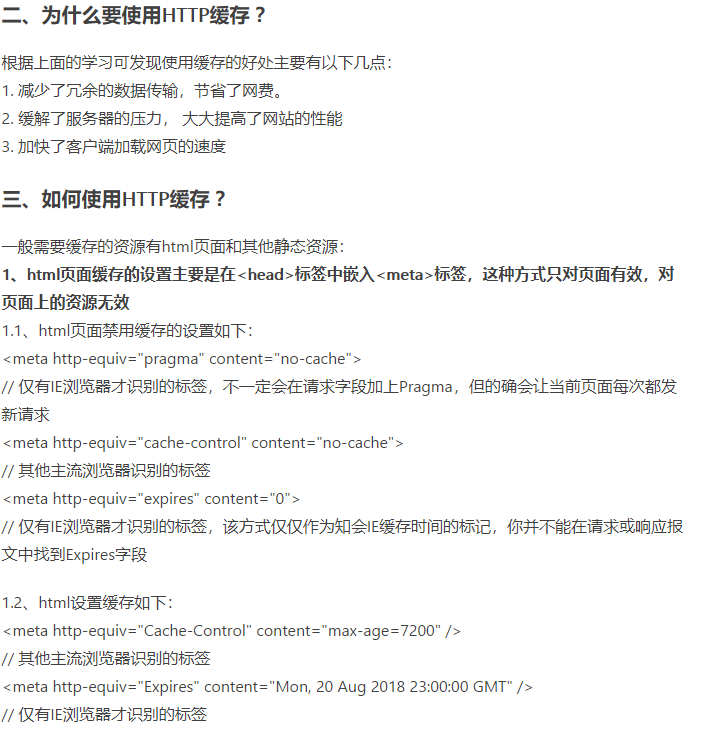 二、为什么要使用HTTP缓存？
根据上面的学习可发现使用缓存的好处主要有以下几点：
1. 减少了冗余的数据传输，节省了网费。
2. 缓解了服务器的压力， 大大提高了网站的性能
3. 加快了客户端加载网页的速度
三、如何使用HTTP缓存？
一般需要缓存的资源有html页面和其他静态资源：
1、html页面缓存的设置主要是在<head>标签中嵌入<meta>标签，这种方式只对页面有效，对
页面上的资源无效
1.1、html页面禁用缓存的设置如下：
<meta http-equiv="pragma" content="no-cache">
// 仅有IE浏览器才识别的标签，不一定会在请求字段加上Pragma，但的确会让当前页面每次都发
新请求
<meta http-equiv="cache-control" content="no-cache">
// 其他主流浏览器识别的标签
<meta http-equiv="expires" content="0">
// 仅有IE浏览器才识别的标签，该方式仅仅作为知会IE缓存时间的标记，你并不能在请求或响应报
文中找到Expires字段
1.2、html设置缓存如下：
<meta http-equiv="Cache-Control" content="max-age=7200" />
// 其他主流浏览器识别的标签
<meta http-equiv="Expires" content="Mon, 20 Aug 2018 23:00:00 GMT" />
// 仅有IE浏览器才识别的标签